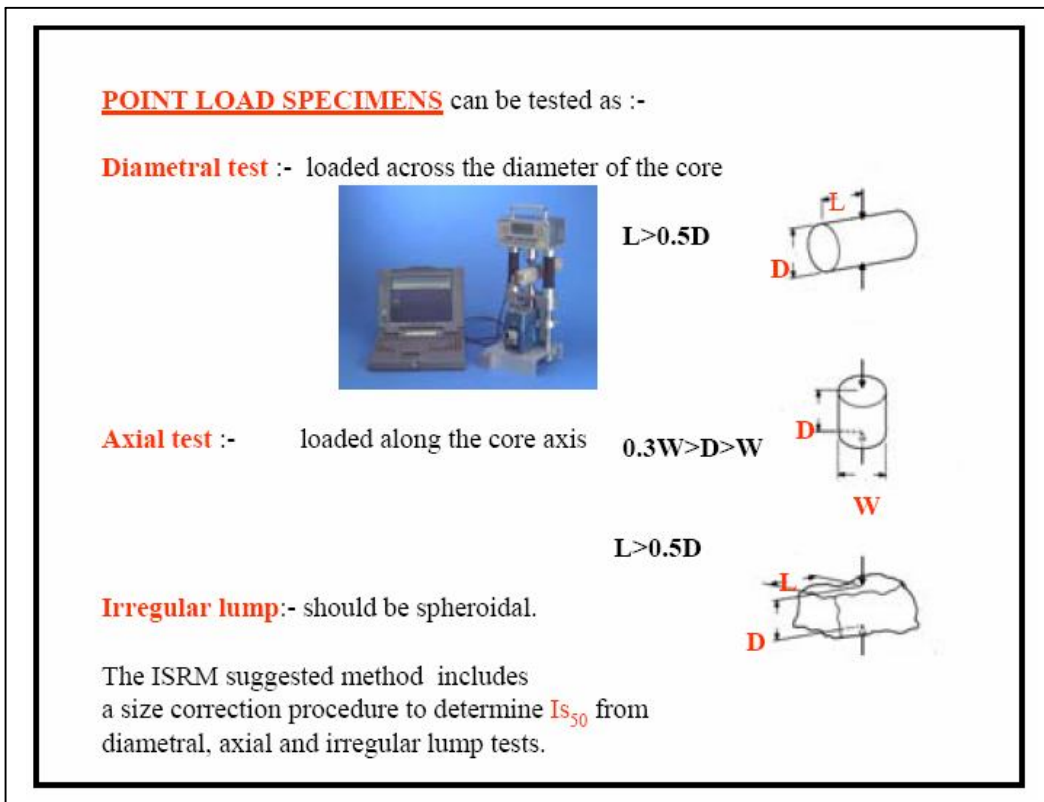 POINT LOAD SPECIMENS can be tested as :-
Diametral test :- loaded across the diameter of the core
L>0.5D
L
D
Axial test :- loaded along the core axis
0.3W>D>W
D
W
L>0.5D
Irregular lump:- should be spheroidal.
L
D
The ISRM suggested method includes
a size correction procedure to determine Is50 from
diametral, axial and irregular lump tests.